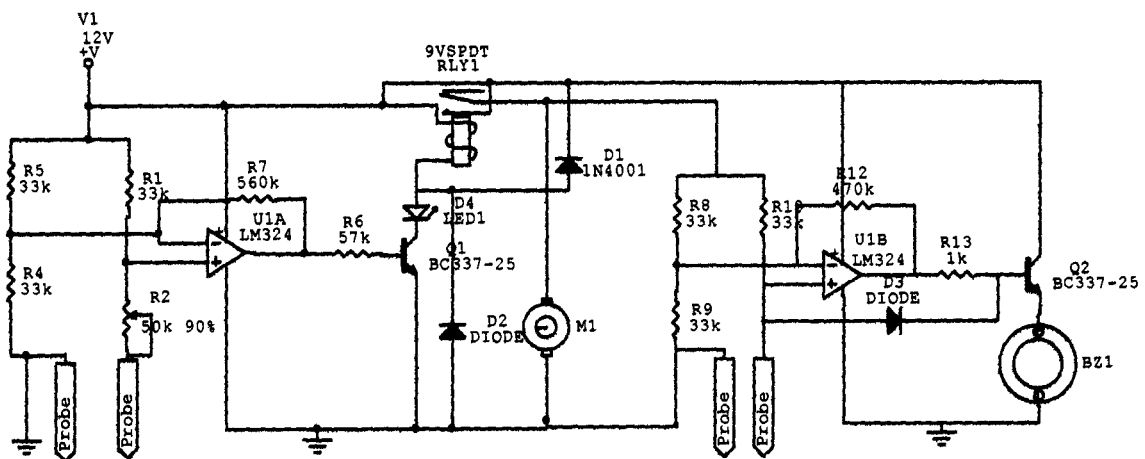 V1
12V
+V
9VSPDT
RLY1
R5
33k
R1
33k
R7
560k
U1A
LM324
R6
57k
D4
LED1
Q1
BC337-25
D1
1N4001
R4
33k
R2
50k 90%
D2
DIODE
M1
R8
33k
R1
33k
R12
470k
U1B
LM324
R13
1k
D3
DIODE
Q2
BC337-25
R9
33k
BZ1
Probe
Probe
Probe
Probe